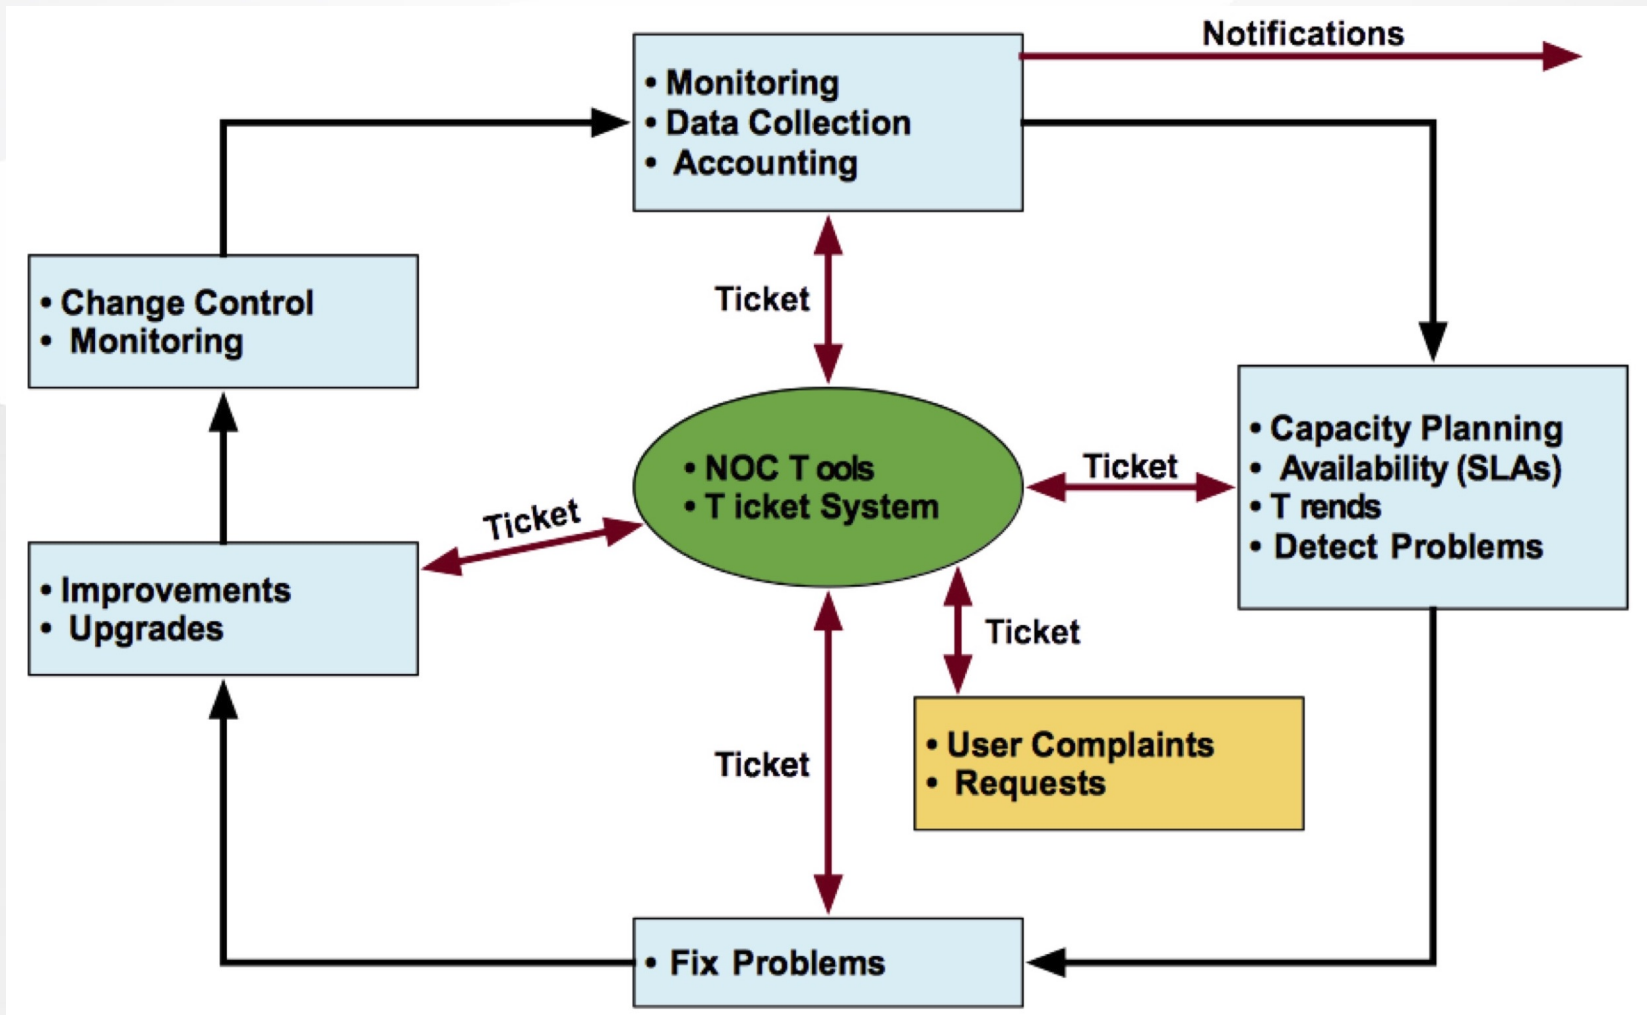 Notifications
• Monitoring
• Data Collection
• Accounting
Ticket
• Change Control
• Monitoring
• Capacity Planning
• Availability (SLAs)
• T rends
• Detect Problems
• NOC T ools
• T icket System
Ticket
Ticket
• Improvements
• Upgrades
Ticket
• User Complaints
• Requests
Ticket
• Fix Problems